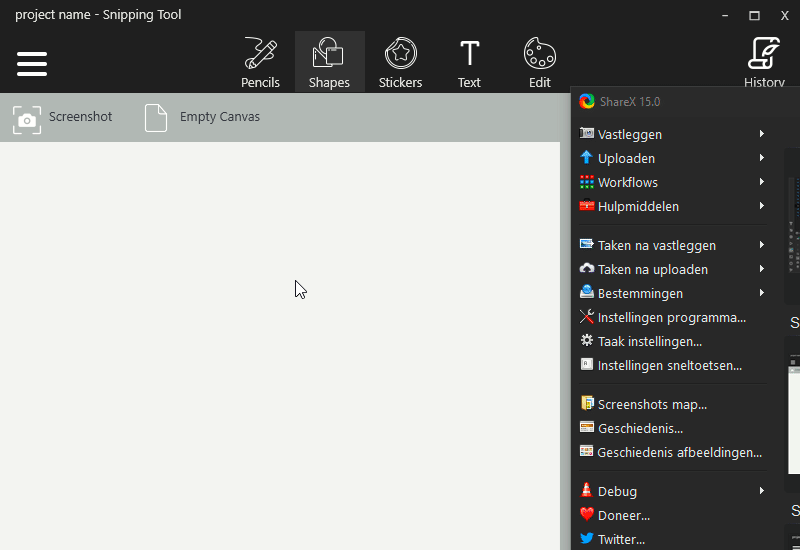 project name - Snipping Tool
Pencils
Shapes
Stickers
Text
Edit
History
Screenshot
Empty Canvas
ShareX 15.0
Vastleggen
Uploaden
Workflows
Hulpmiddelen
Taken na vastleggen
Taken na uploaden
Bestemmingen
Instellingen programma...
Taak instellingen...
Instellingen sneltoetsen...
Screenshots map...
Geschiedenis...
Geschiedenis afbeeldingen...
Debug
Doneer...
Twitter...